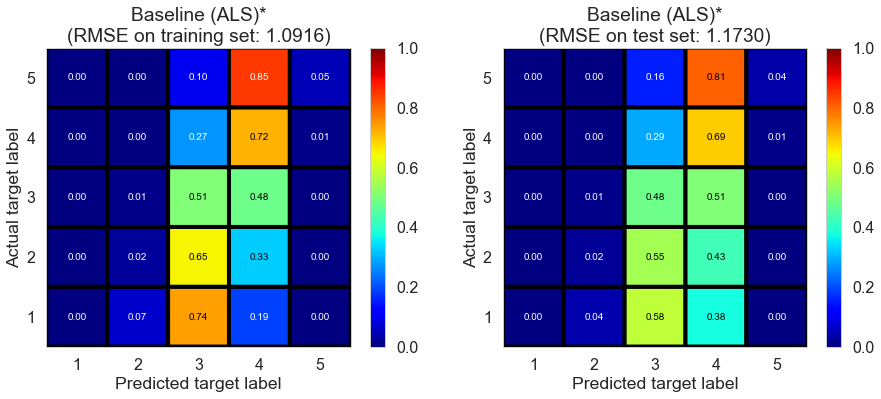 Baseline (ALS)*
(RMSE on training set: 1.0916)
Actual target label
5 0.00 0.00 0.10 0.85 0.05
4 0.00 0.00 0.27 0.72 0.01
3 0.00 0.01 0.51 0.48 0.00
2 0.00 0.02 0.65 0.33 0.00
1 0.00 0.07 0.74 0.19 0.00
1 2 3 4 5
Predicted target label
1.0
0.8
0.6
0.4
0.2
0.0
Baseline (ALS)*
(RMSE on test set: 1.1730)
Actual target label
5 0.00 0.00 0.16 0.81 0.04
4 0.00 0.00 0.29 0.69 0.01
3 0.00 0.01 0.48 0.51 0.00
2 0.00 0.02 0.55 0.43 0.00
1 0.00 0.04 0.58 0.38 0.00
1 2 3 4 5
Predicted target label
1.0
0.8
0.6
0.4
0.2
0.0